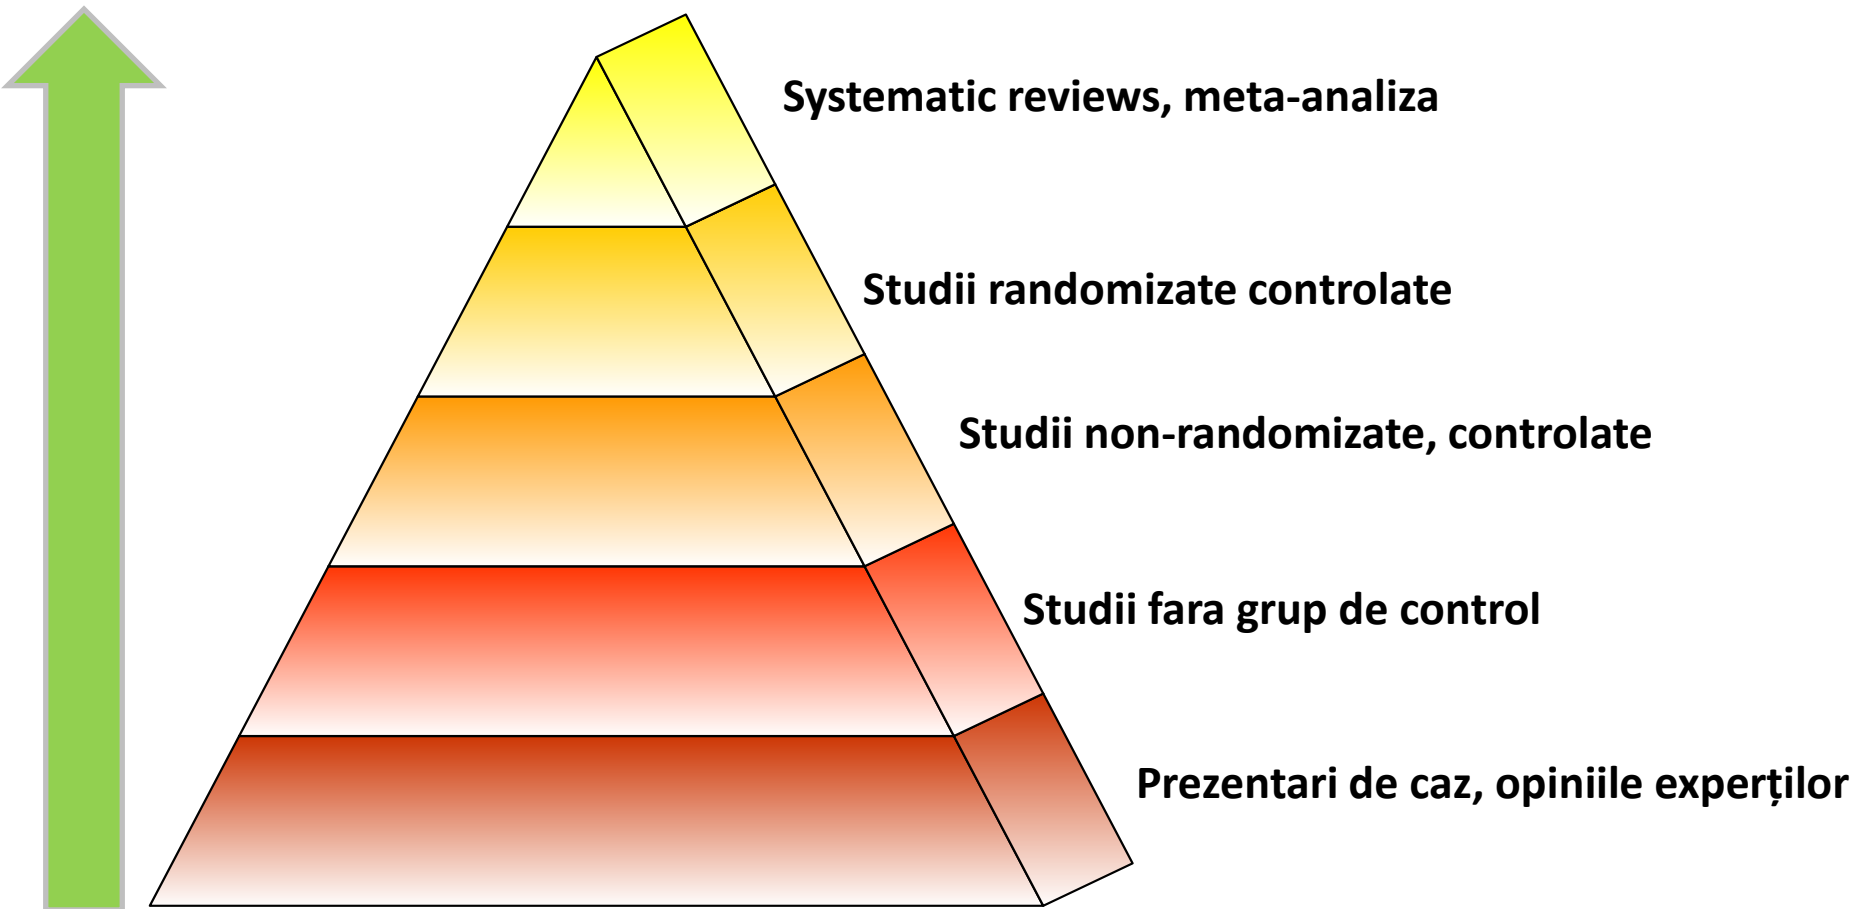 Systematic reviews, meta-analiza
Studii randomizate controlate
Studii non-randomizate, controlate
Studii fara grup de control
Prezentari de caz, opiniile experților